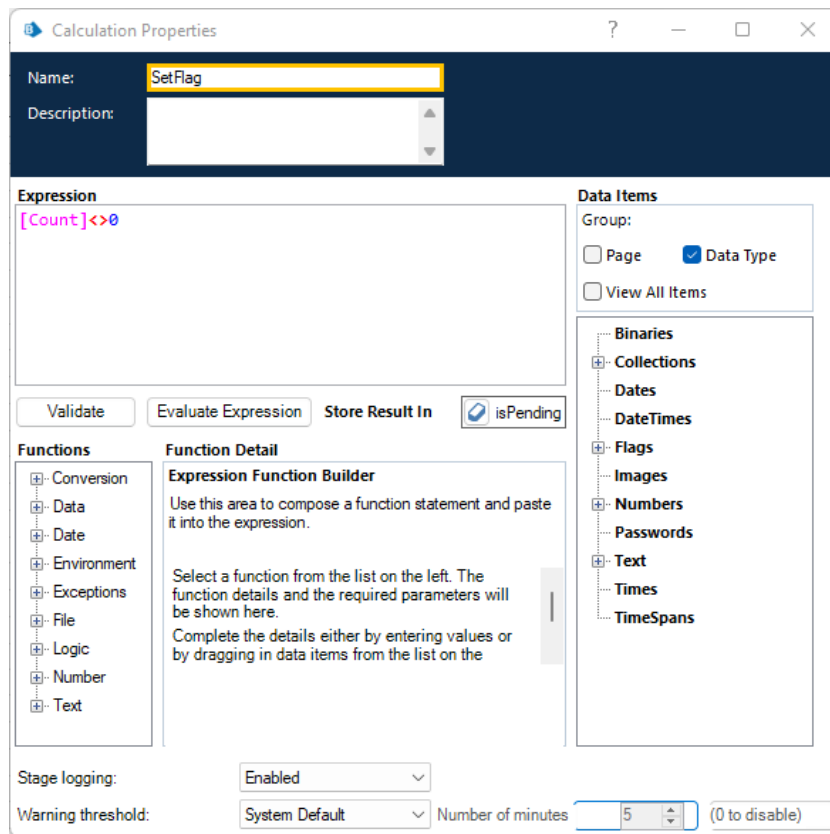 Calculation Properties
Name: SetFlag
Description:
Expression
[Count]<>0
Data Items
Group:
Page Data Type
View All Items
Binaries
Collections
Dates
DateTimes
Flags
Images
Numbers
Passwords
Text
Times
TimeSpans
Validate Evaluate Expression Store Result In isPending
Functions
Conversion
Data
Date
Environment
Exceptions
File
Logic
Number
Text
Function Detail
Expression Function Builder
Use this area to compose a function statement and paste
it into the expression.
Select a function from the list on the left. The
function details and the required parameters will
be shown here.
Complete the details either by entering values or
by dragging in data items from the list on the
Stage logging: Enabled
Warning threshold: System Default Number of minutes 5 (0 to disable)